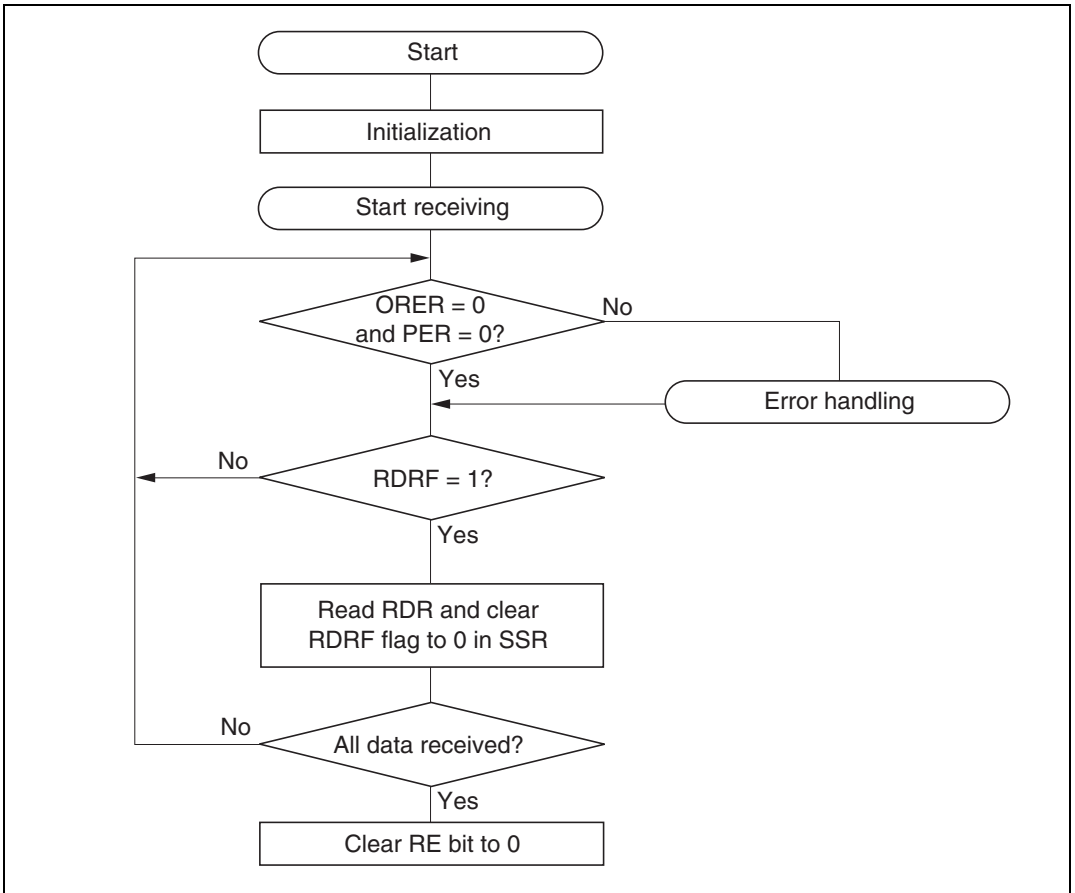 Start
Initialization
Start receiving
ORER = 0
and PER = 0?
No
Yes
Error handling
No
RDRF = 1?
Yes
Read RDR and clear
RDRF flag to 0 in SSR
No
All data received?
Yes
Clear RE bit to 0